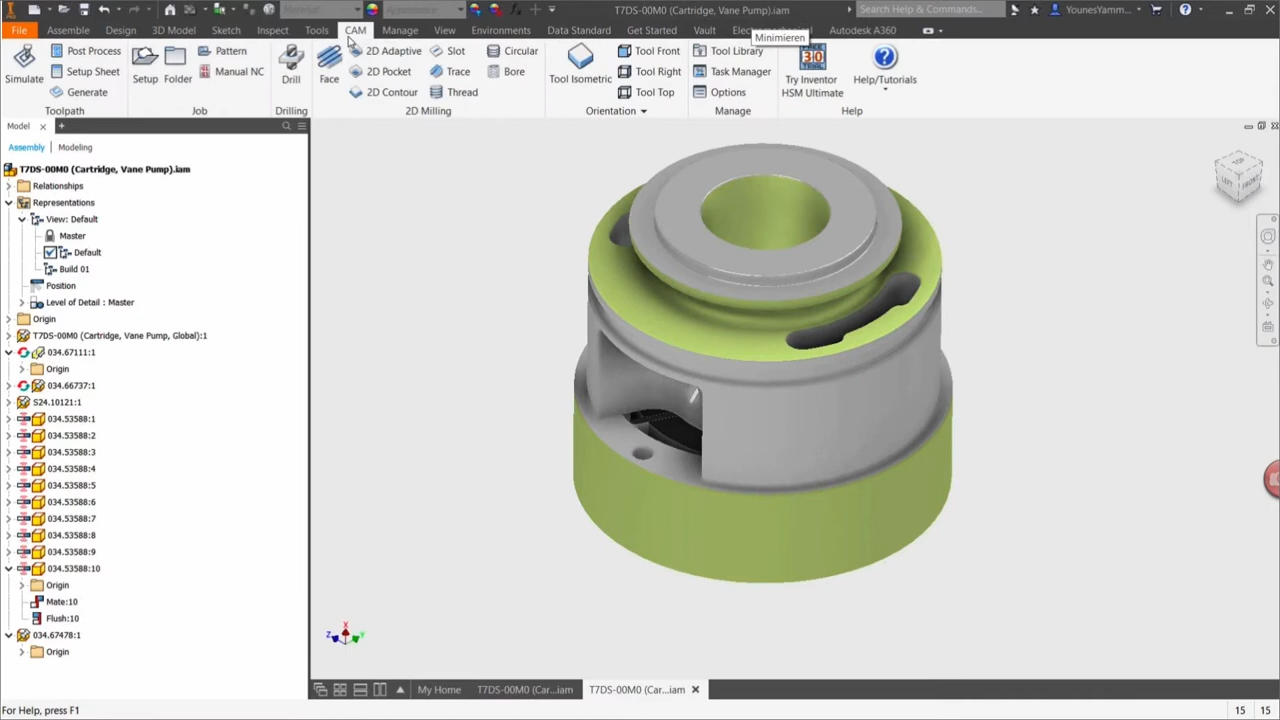 Material
Appearance
T7DS-00M0 (Cartridge, Vane Pump).iam
Search Help & Commands...
YounesYamm...
File Assembly Design 3D Model Sketch Inspect Tools CAM Manage View Environments Data Standard Get Started Vault Autodesk A360
Minimieren
Simulate
Post Process
Setup Sheet
Generate
Toolpath
Setup
Folder
Pattern
Manual NC
Job
Drill
Drilling
Face
2D Adaptive
2D Pocket
2D Contour
Slot
Trace
Thread
Circular
Bore
2D Milling
Tool Isometric
Tool Front
Tool Right
Tool Top
Orientation
Tool Library
Task Manager
Options
Manage
Try Inventor
HSM Ultimate
Help/Tutorials
Help
Model
Assembly Modeling
T7DS-00M0 (Cartridge, Vane Pump).iam
Relationships
Representations
View: Default
Master
Default
Build 01
Position
Level of Detail : Master
Origin
T7DS-00M0 (Cartridge, Vane Pump, Global):1
034.67111:1
Origin
034.66737:1
S24.10121:1
034.53588:1
034.53588:2
034.53588:3
034.53588:4
034.53588:5
034.53588:6
034.53588:7
034.53588:8
034.53588:9
034.53588:10
Origin
Mate:10
Flush:10
034.67478:1
Origin
LEFT
FRONT
X
Z
Y
My Home
T7DS-00M0 (Car...iam
T7DS-00M0 (Car...iam
For Help, press F1
15 15